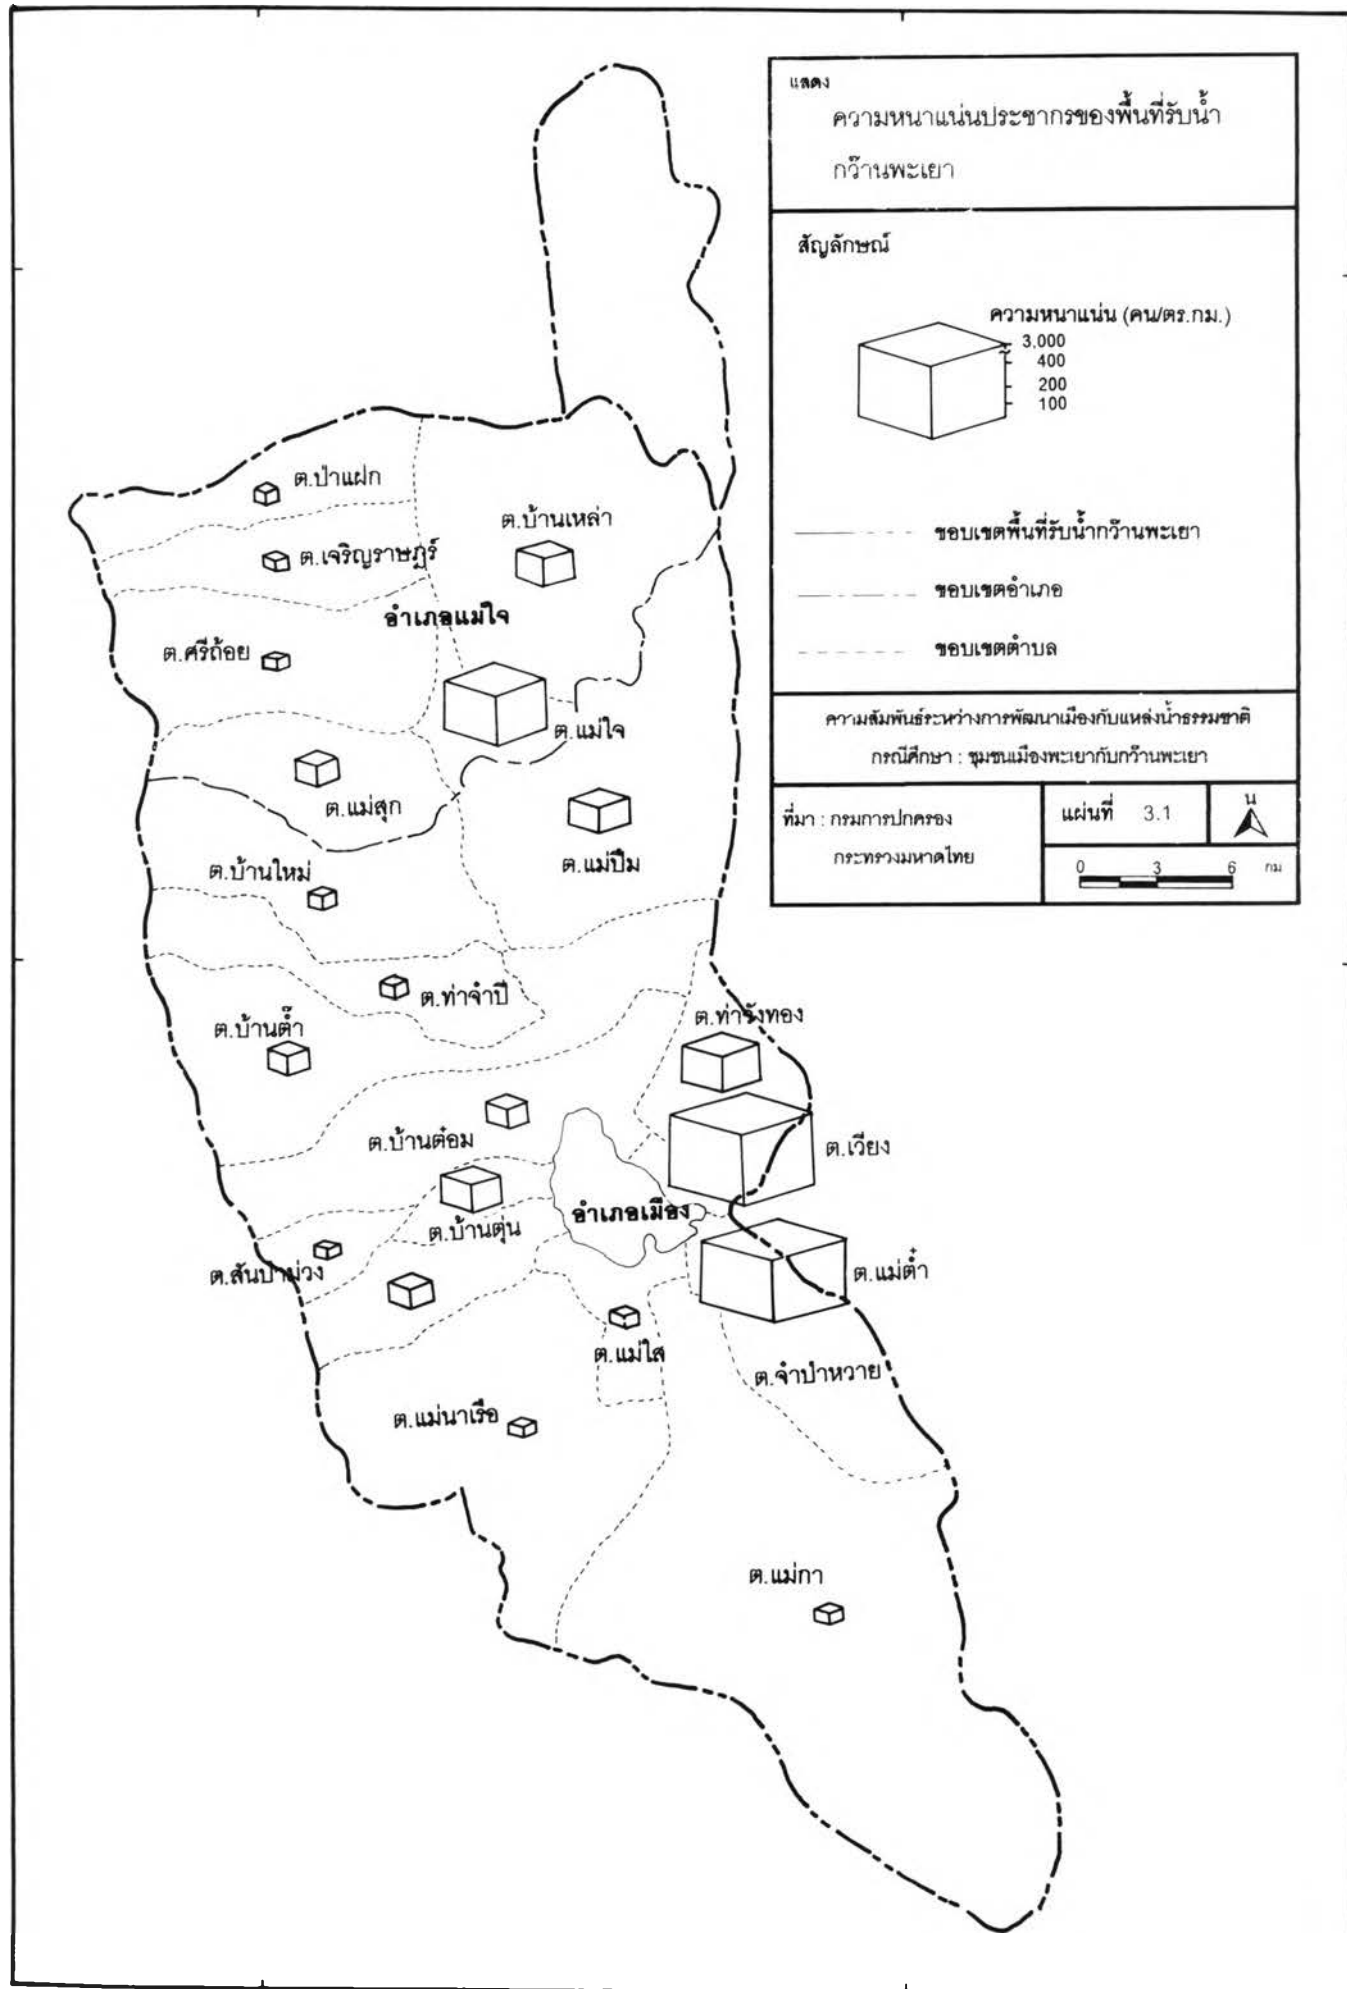 แสดง
ความหนาแน่นประชากรของพื้นที่รับน้ำ
กว๊านพะเยา
สัญลักษณ์
ความหนาแน่น (คน/ตร.กม.)
3,000
400
200
100
ขอบเขตพื้นที่รับน้ำกว๊านพะเยา
ขอบเขตอำเภอ
ขอบเขตตำบล
ความสัมพันธ์ระหว่างการพัฒนาเมืองกับแหล่งน้ำธรรมชาติ
กรณีศึกษา : ชุมชนเมืองพะเยากับกว๊านพะเยา
ที่มา : กรมการปกครอง
กระทรวงมหาดไทย
แผ่นที่ 3.1
น
0 3 6 กม
ต.ป่าแฝก
ต.บ้านเหล่า
ต.เจริญราษฎร์
อำเภอแม่ใจ
ต.ศรีถ้อย
ต.แม่ใจ
ต.แม่สุก
ต.แม่ปืม
ต.บ้านใหม่
ต.ท่าจำปี
ต.ท่าวังทอง
ต.บ้านต๊ำ
ต.บ้านต๋อม
ต.เวียง
อำเภอเมือง
ต.บ้านตุ่น
ต.สันป่าม่วง
ต.แม่ต๋ำ
ต.แม่ใส
ต.จำป่าหวาย
ต.แม่นาเรือ
ต.แม่กา